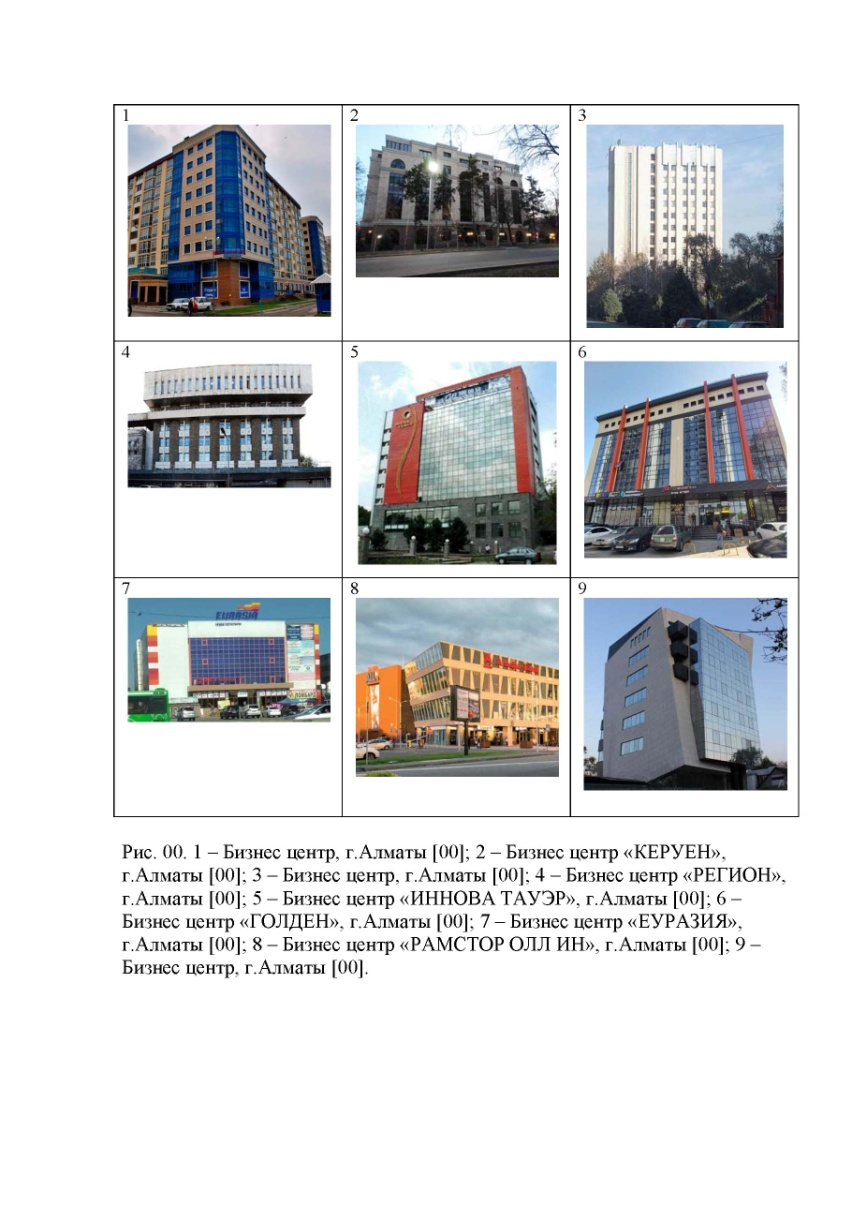 1
2
3
4
5
6
7
EURASIA
ЛОМБАРД
8
9
Рис. 00. 1 – Бизнес центр, г.Алматы [00]; 2 – Бизнес центр «КЕРУЕН»,
г.Алматы [00]; 3 – Бизнес центр, г.Алматы [00]; 4 – Бизнес центр «РЕГИОН»,
г.Алматы [00]; 5 – Бизнес центр «ИННОВА ТАУЭР», г.Алматы [00]; 6 –
Бизнес центр «ГОЛДЕН», г.Алматы [00]; 7 – Бизнес центр «ЕУРАЗИЯ»,
г.Алматы [00]; 8 – Бизнес центр «РАМСТОР ОЛЛ ИН», г.Алматы [00]; 9 –
Бизнес центр, г.Алматы [00].